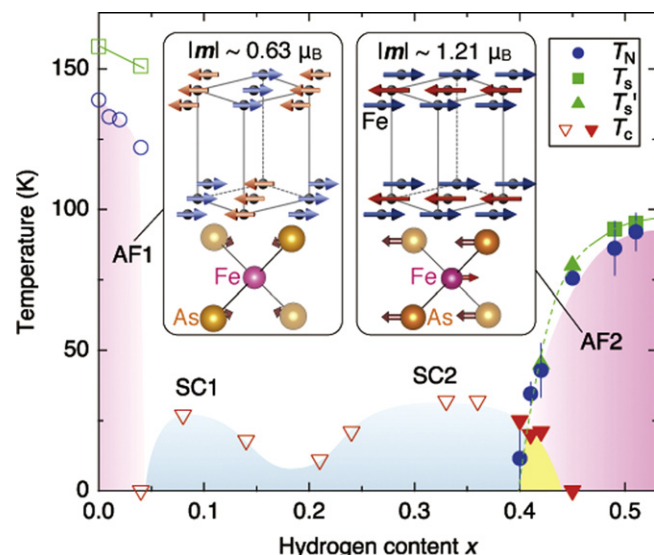 |m| ~ 0.63 μB
|m| ~ 1.21 μB
TN
Ts
Ts'
Tc
Fe
AF1
Fe
As
Fe
As
AF2
SC1
SC2
150
100
50
0
Temperature (K)
0.0
0.1
0.2
0.3
0.4
0.5
Hydrogen content x